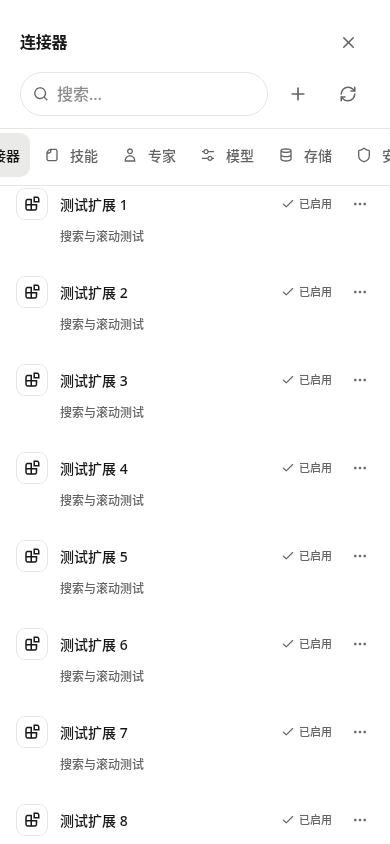 连接器
搜索...
接器 技能 专家 模型 存储
测试扩展 1 已启用
搜索与滚动测试
测试扩展 2 已启用
搜索与滚动测试
测试扩展 3 已启用
搜索与滚动测试
测试扩展 4 已启用
搜索与滚动测试
测试扩展 5 已启用
搜索与滚动测试
测试扩展 6 已启用
搜索与滚动测试
测试扩展 7 已启用
搜索与滚动测试
测试扩展 8 已启用